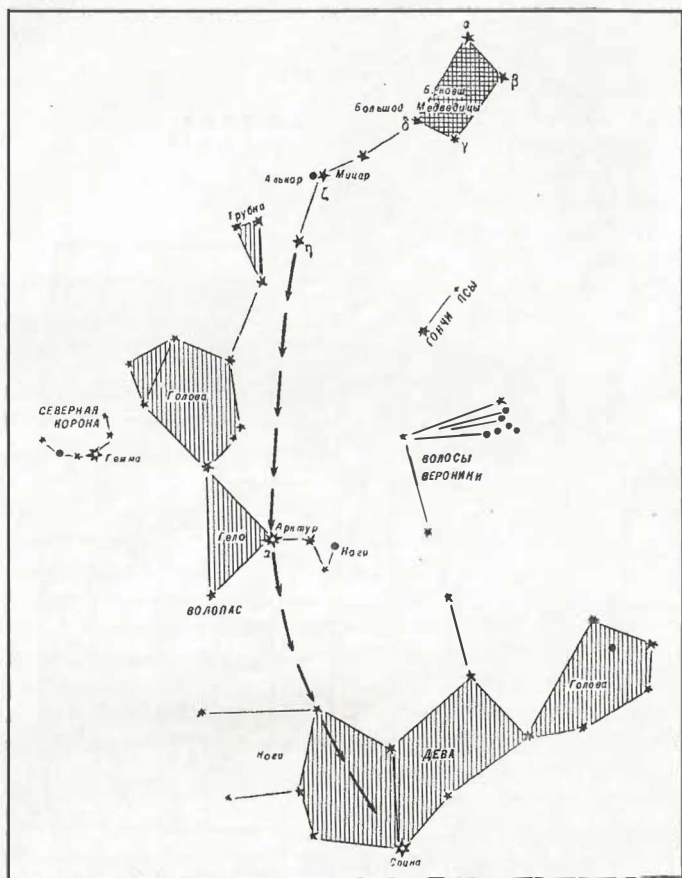 α
β
Б. Ковш
Большой Медведицы
δ
γ
Алькор
Мицар
ζ
η
Трубка
ГОНЧИ ПСЫ
Голова
СЕВЕРНАЯ
КОРОНА
Гемма
ВОЛОСЫ
ВЕРОНИКИ
Арктур
α
Тело
Ноги
ВОЛОПАС
Голова
Ноги
ДЕВА
Спика